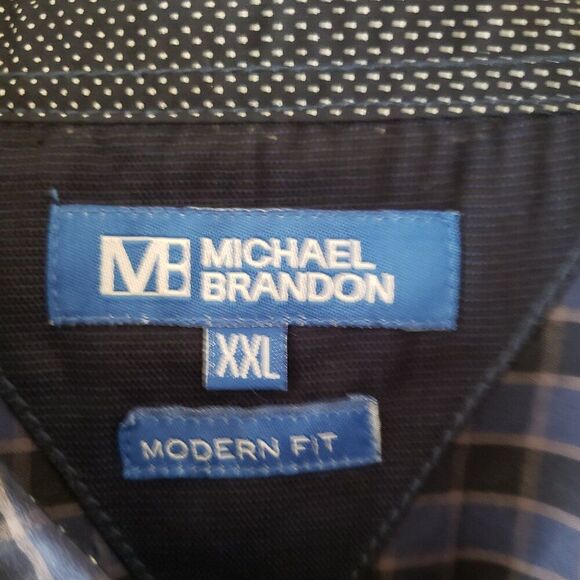 MB MICHAEL
BRANDON
XXL
MODERN FIT